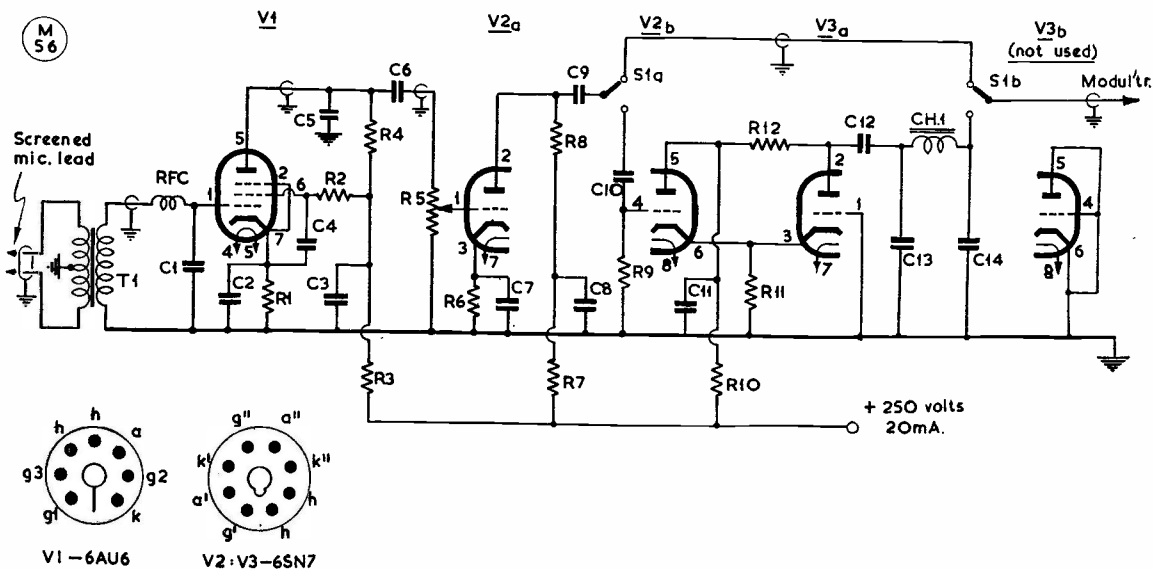 M
56
V1
V2a
V2b
V3a
V3b
(not used)
Screened
mic. lead
T1
RFC
C1
5
1
2
6
7
4
5
C2
R1
C3
C4
R2
C5
R4
C6
R3
R5
1
2
3
7
R6
C7
C8
R8
C9
R7
S1a
C10
R9
4
5
6
8
C11
R10
R11
R12
2
1
3
7
C12
C13
CH.1
C14
S1b
Modul'tr.
5
4
6
8
+ 250 volts
20mA.
h
h
a
g3
g2
g1
k
V1 – 6AU6
g"
a"
k'
k"
a'
h
g'
h
V2 : V3 – 6SN7